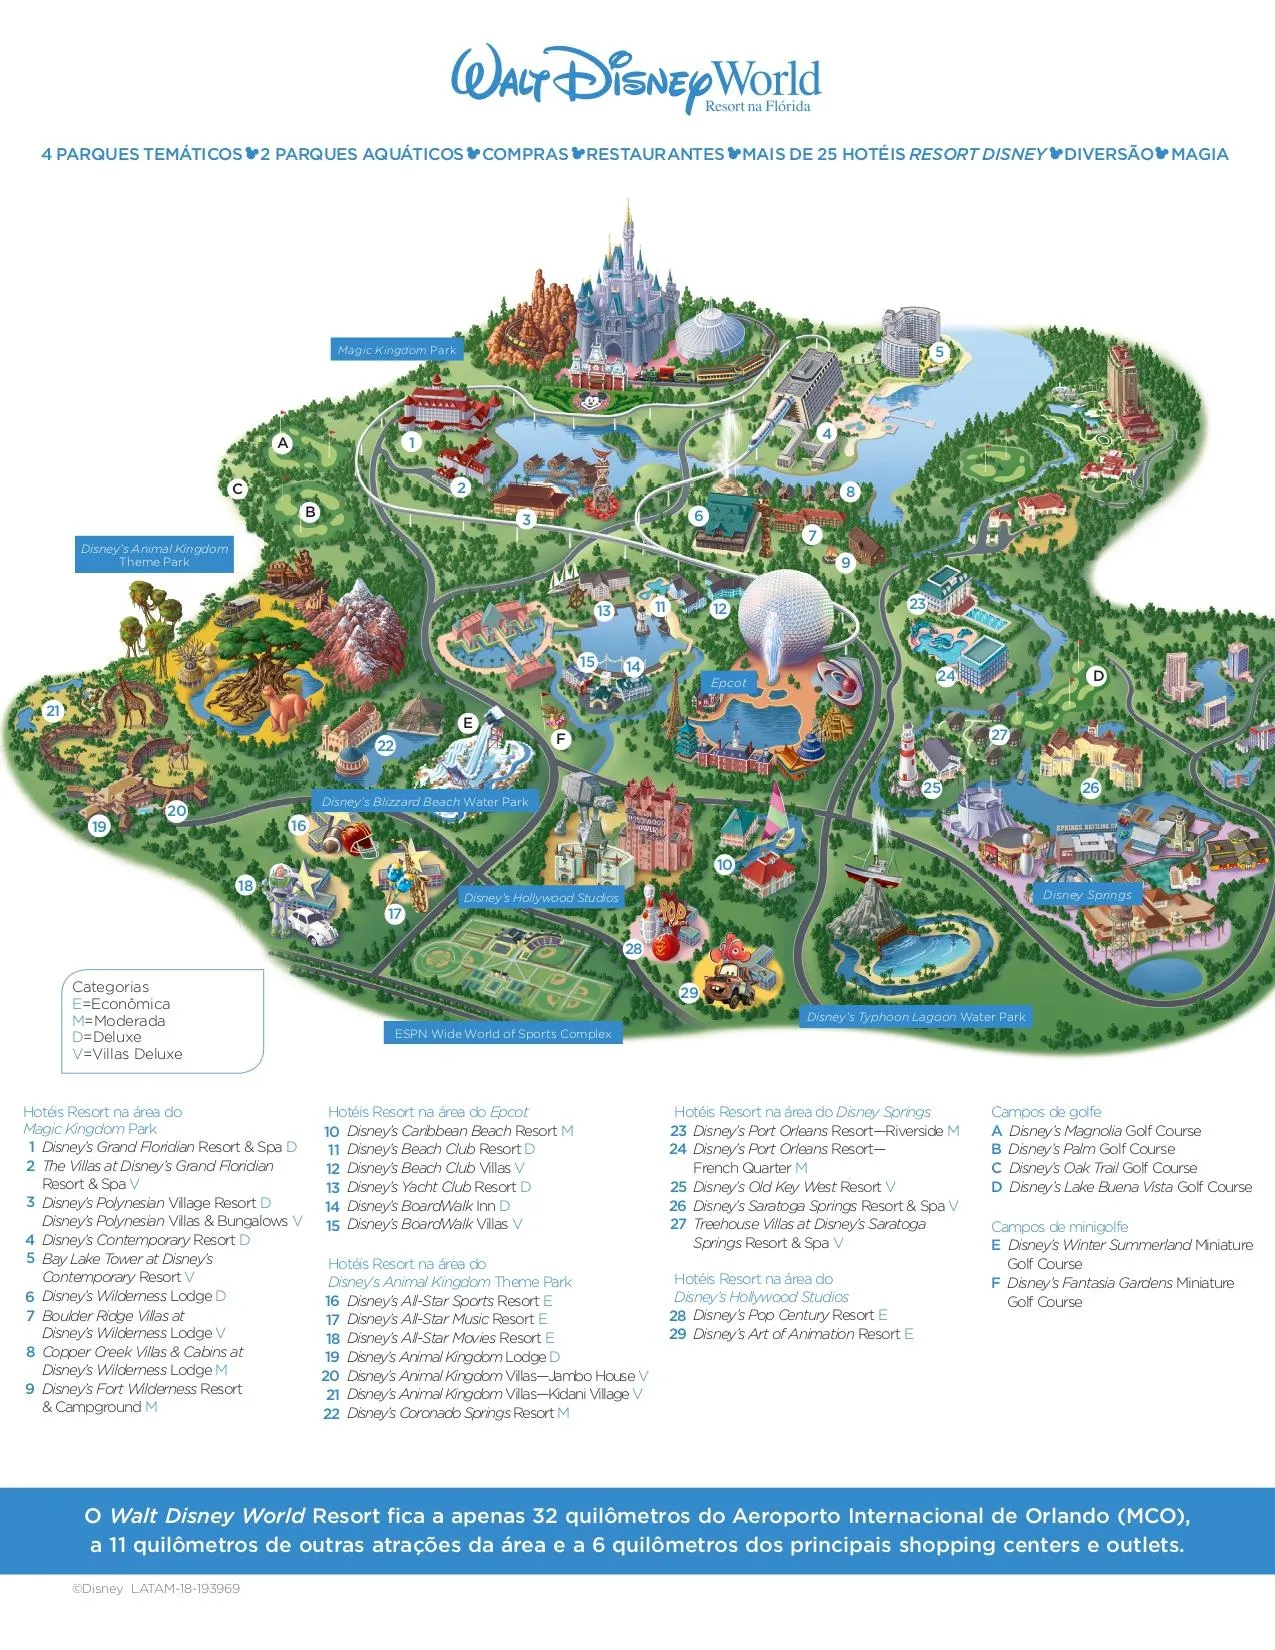 WALT DISNEY World
Resort na Flórida
4 PARQUES TEMÁTICOS 2 PARQUES AQUÁTICOS COMPRAS RESTAURANTES MAIS DE 25 HOTÉIS RESORT DISNEY DIVERSÃO MAGIA
Magic Kingdom Park
5
A
1
4
C
2
8
B
3
6
7
Disney's Animal Kingdom
Theme Park
9
13
11
12
23
15
14
24
Epcot
D
21
E
F
22
27
25
26
Disney's Blizzard Beach Water Park
20
19
16
HOLLYWOOD
TOWER
SPRINGS BOTTLING CO
10
18
17
Disney's Hollywood Studios
Disney Springs
POP
28
29
Disney's Typhoon Lagoon Water Park
ESPN Wide World of Sports Complex
Categorias
E=Econômica
M=Moderada
D=Deluxe
V=Villas Deluxe
Hotéis Resort na área do
Magic Kingdom Park
1 Disney's Grand Floridian Resort & Spa D
2 The Villas at Disney's Grand Floridian
Resort & Spa V
3 Disney's Polynesian Village Resort D
Disney's Polynesian Villas & Bungalows V
4 Disney's Contemporary Resort D
5 Bay Lake Tower at Disney's
Contemporary Resort V
6 Disney's Wilderness Lodge D
7 Boulder Ridge Villas at
Disney's Wilderness Lodge V
8 Copper Creek Villas & Cabins at
Disney's Wilderness Lodge M
9 Disney's Fort Wilderness Resort
& Campground M
Hotéis Resort na área do Epcot
10 Disney's Caribbean Beach Resort M
11 Disney's Beach Club Resort D
12 Disney's Beach Club Villas V
13 Disney's Yacht Club Resort D
14 Disney's BoardWalk Inn D
15 Disney's BoardWalk Villas V
Hotéis Resort na área do
Disney's Animal Kingdom Theme Park
16 Disney's All-Star Sports Resort E
17 Disney's All-Star Music Resort E
18 Disney's All-Star Movies Resort E
19 Disney's Animal Kingdom Lodge D
20 Disney's Animal Kingdom Villas—Jambo House V
21 Disney's Animal Kingdom Villas—Kidani Village V
22 Disney's Coronado Springs Resort M
Hotéis Resort na área do Disney Springs
23 Disney's Port Orleans Resort—Riverside M
24 Disney's Port Orleans Resort—
French Quarter M
25 Disney's Old Key West Resort V
26 Disney's Saratoga Springs Resort & Spa V
27 Treehouse Villas at Disney's Saratoga
Springs Resort & Spa V
Hotéis Resort na área do
Disney's Hollywood Studios
28 Disney's Pop Century Resort E
29 Disney's Art of Animation Resort E
Campos de golfe
A Disney's Magnolia Golf Course
B Disney's Palm Golf Course
C Disney's Oak Trail Golf Course
D Disney's Lake Buena Vista Golf Course
Campos de minigolfe
E Disney's Winter Summerland Miniature
Golf Course
F Disney's Fantasia Gardens Miniature
Golf Course
O Walt Disney World Resort fica a apenas 32 quilômetros do Aeroporto Internacional de Orlando (MCO),
a 11 quilômetros de outras atrações da área e a 6 quilômetros dos principais shopping centers e outlets.
©Disney LATAM-18-193969